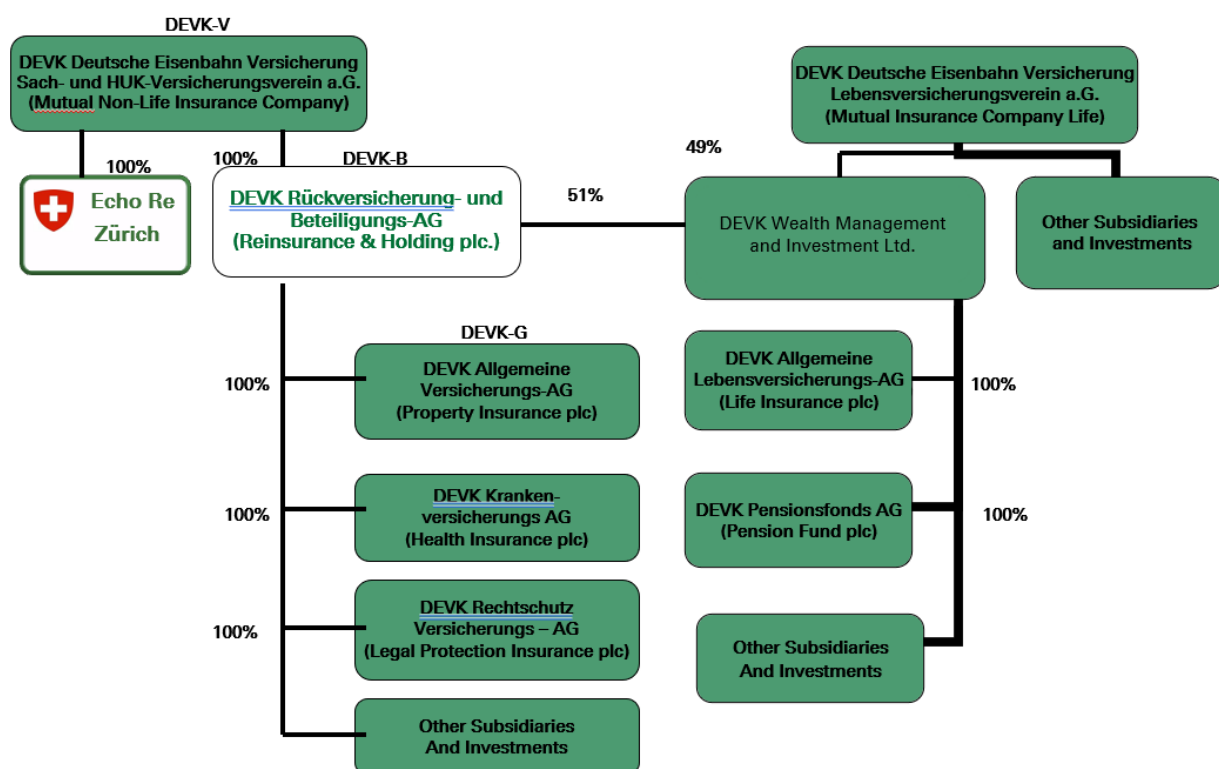 DEVK-V
DEVK Deutsche Eisenbahn Versicherung
Sach- und HUK-Versicherungsverein a.G.
(Mutual Non-Life Insurance Company)
DEVK Deutsche Eisenbahn Versicherung
Lebensversicherungsverein a.G.
(Mutual Insurance Company Life)
100%
100%
DEVK-B
49%
Echo Re
Zürich
DEVK Rückversicherung- und
Beteiligungs-AG
(Reinsurance & Holding plc.)
51%
DEVK Wealth Management
and Investment Ltd.
Other Subsidiaries
and Investments
DEVK-G
100%
DEVK Allgemeine
Versicherungs-AG
(Property Insurance plc)
DEVK Allgemeine
Lebensversicherungs-AG
(Life Insurance plc)
100%
100%
DEVK Kranken-
versicherungs AG
(Health Insurance plc)
DEVK Pensionsfonds AG
(Pension Fund plc)
100%
100%
DEVK Rechtschutz
Versicherungs – AG
(Legal Protection Insurance plc)
Other Subsidiaries
And Investments
Other Subsidiaries
And Investments